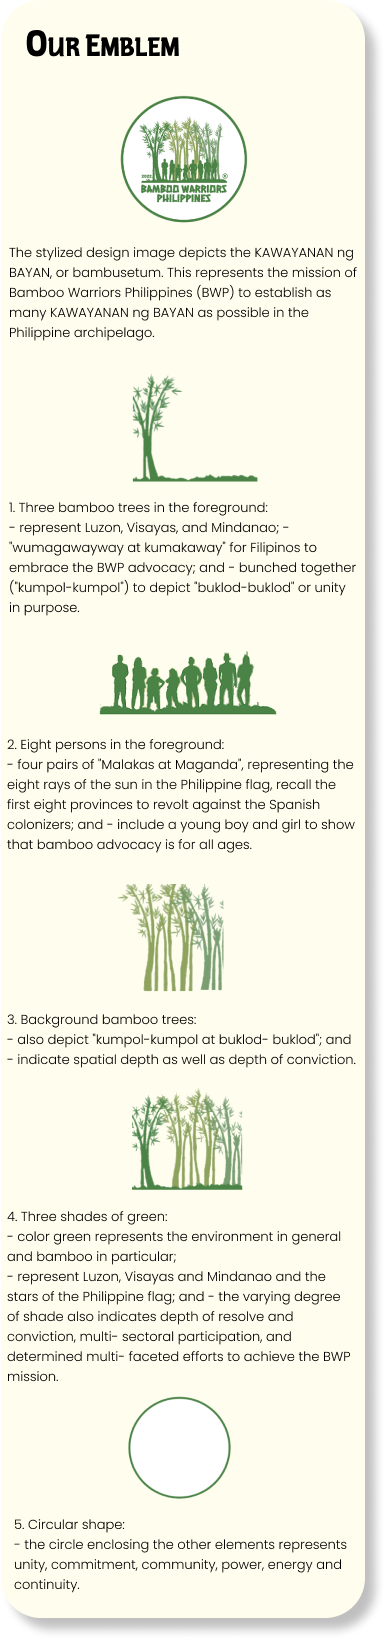 OUR EMBLEM
2022
®
BAMBOO WARRIORS
PHILIPPINES
The stylized design image depicts the KAWAYANAN ng
BAYAN, or bambusetum. This represents the mission of
Bamboo Warriors Philippines (BWP) to establish as
many KAWAYANAN ng BAYAN as possible in the
Philippine archipelago.
1. Three bamboo trees in the foreground:
- represent Luzon, Visayas, and Mindanao; -
"wumagawayway at kumakaway" for Filipinos to
embrace the BWP advocacy; and - bunched together
("kumpol-kumpol") to depict "buklod-buklod" or unity
in purpose.
2. Eight persons in the foreground:
- four pairs of "Malakas at Maganda", representing the
eight rays of the sun in the Philippine flag, recall the
first eight provinces to revolt against the Spanish
colonizers; and - include a young boy and girl to show
that bamboo advocacy is for all ages.
3. Background bamboo trees:
- also depict "kumpol-kumpol at buklod- buklod"; and
- indicate spatial depth as well as depth of conviction.
4. Three shades of green:
- color green represents the environment in general
and bamboo in particular;
- represent Luzon, Visayas and Mindanao and the
stars of the Philippine flag; and - the varying degree
of shade also indicates depth of resolve and
conviction, multi- sectoral participation, and
determined multi- faceted efforts to achieve the BWP
mission.
5. Circular shape:
- the circle enclosing the other elements represents
unity, commitment, community, power, energy and
continuity.